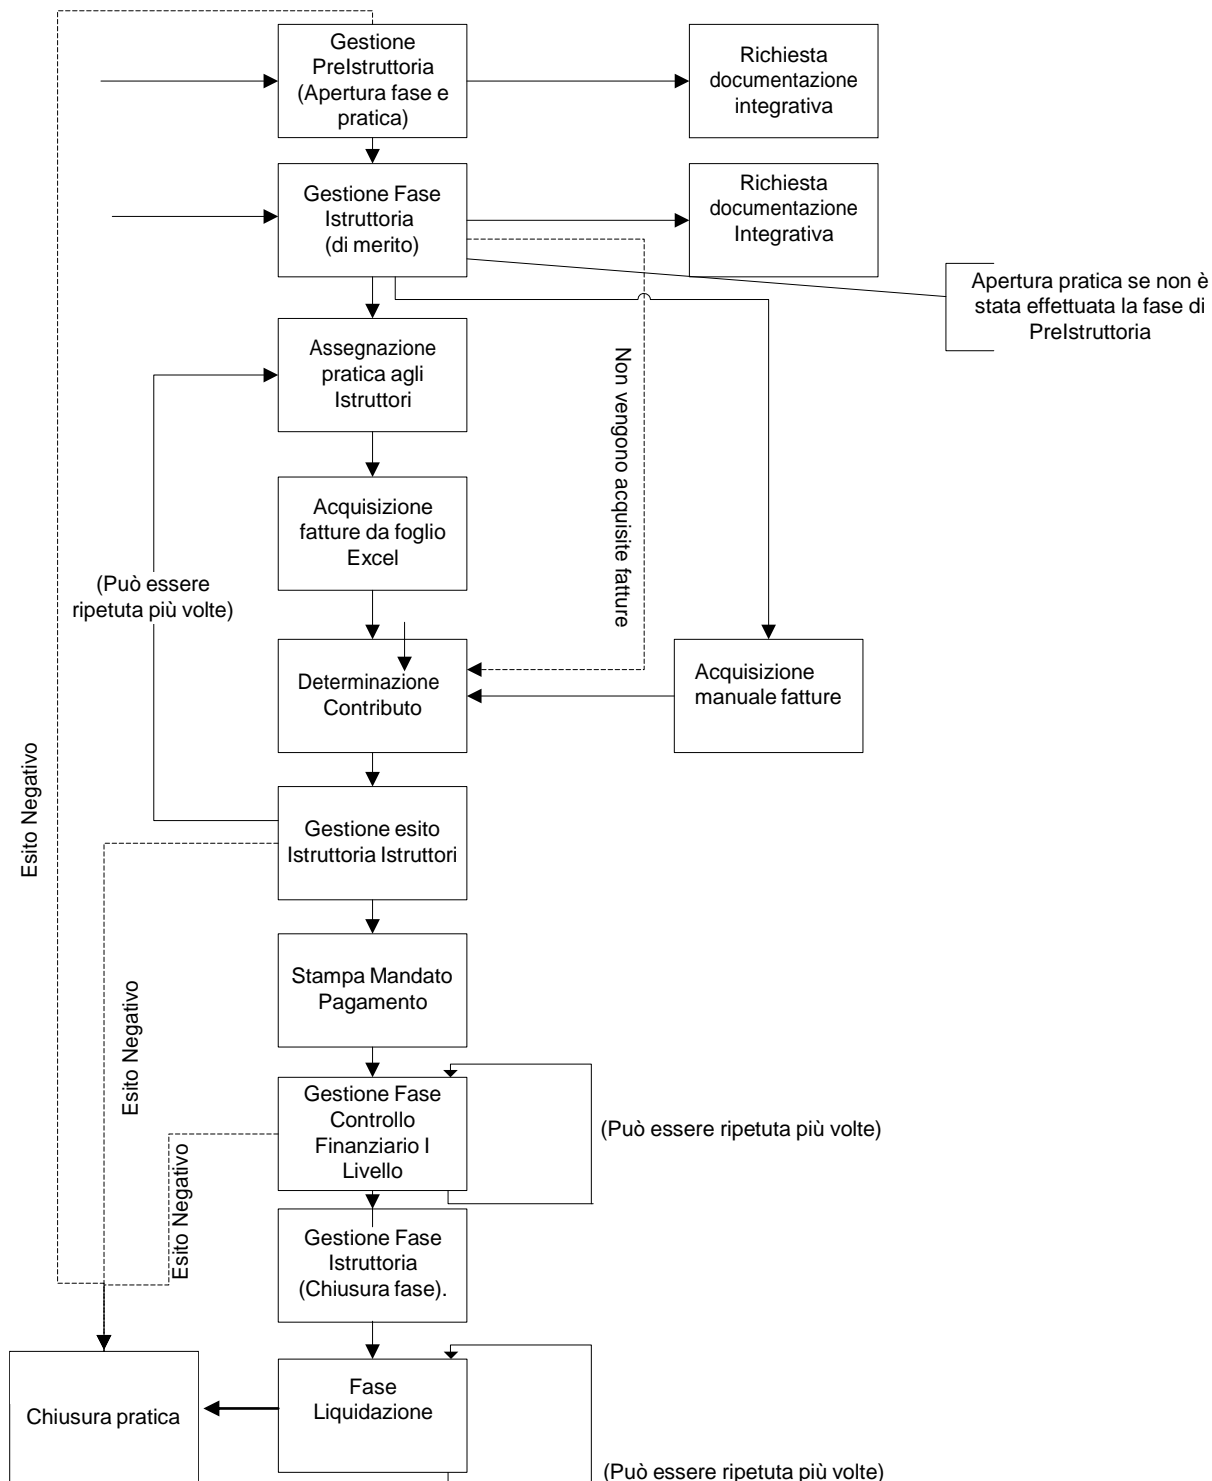 Gestione
PreIstruttoria
(Apertura fase e
pratica)
Richiesta
documentazione
integrativa
Gestione Fase
Istruttoria
(di merito)
Richiesta
documentazione
Integrativa
Apertura pratica se non è
stata effettuata la fase di
PreIstruttoria
Assegnazione
pratica agli
Istruttori
Non vengono acquisite fatture
Acquisizione
fatture da foglio
Excel
(Può essere
ripetuta più volte)
Determinazione
Contributo
Acquisizione
manuale fatture
Esito Negativo
Gestione esito
Istruttoria Istruttori
Stampa Mandato
Pagamento
Esito Negativo
Gestione Fase
Controllo
Finanziario I
Livello
(Può essere ripetuta più volte)
Esito Negativo
Gestione Fase
Istruttoria
(Chiusura fase).
Fase
Liquidazione
Chiusura pratica
(Può essere ripetuta più volte)